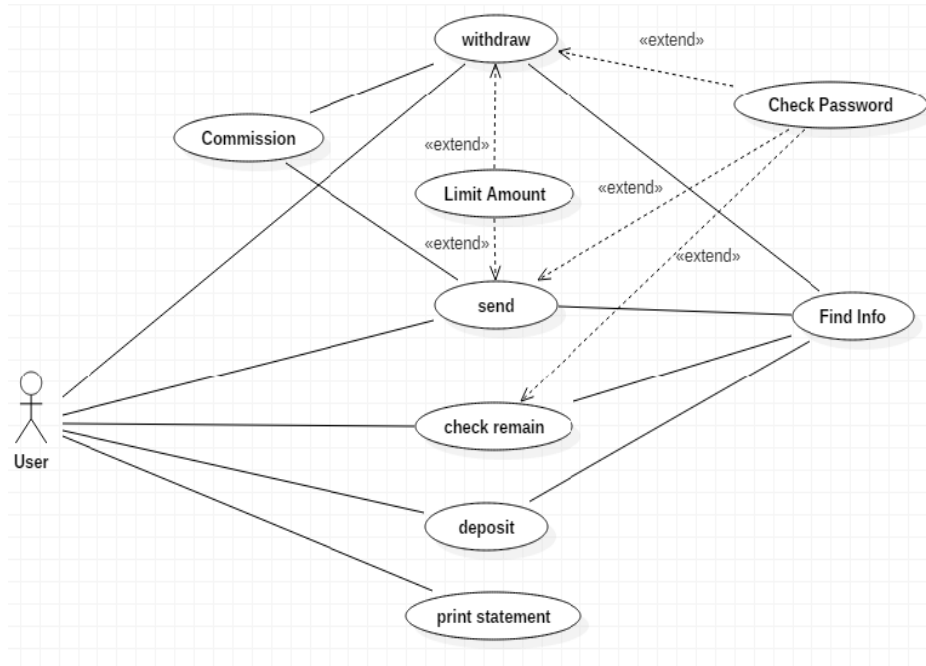 withdraw
«extend»
Check Password
Commission
«extend»
Limit Amount
«extend»
«extend»
«extend»
send
Find Info
check remain
User
deposit
print statement